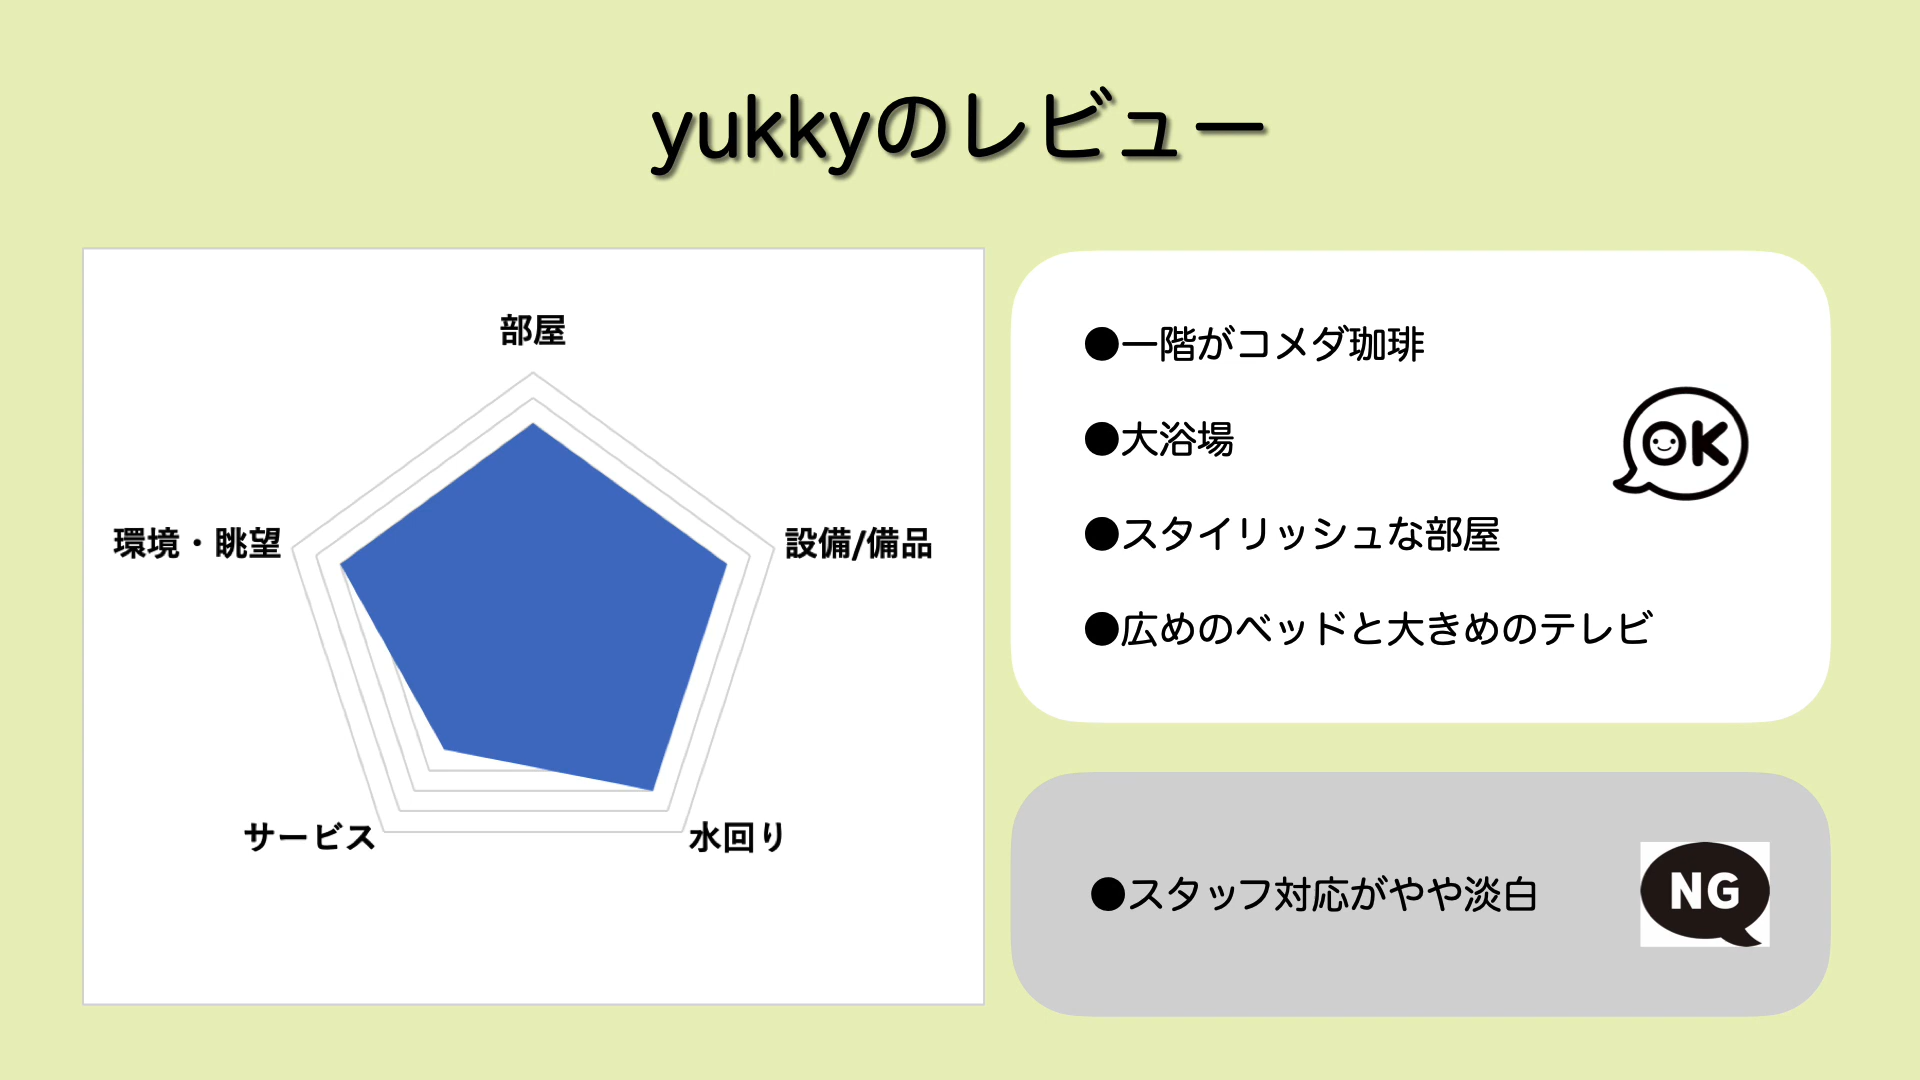 yukkyのレビュー
部屋
環境・眺望
設備/備品
サービス
水回り
●一階がコメダ珈琲
●大浴場
●スタイリッシュな部屋
●広めのベッドと大きめのテレビ
OK
●スタッフ対応がやや淡白
NG